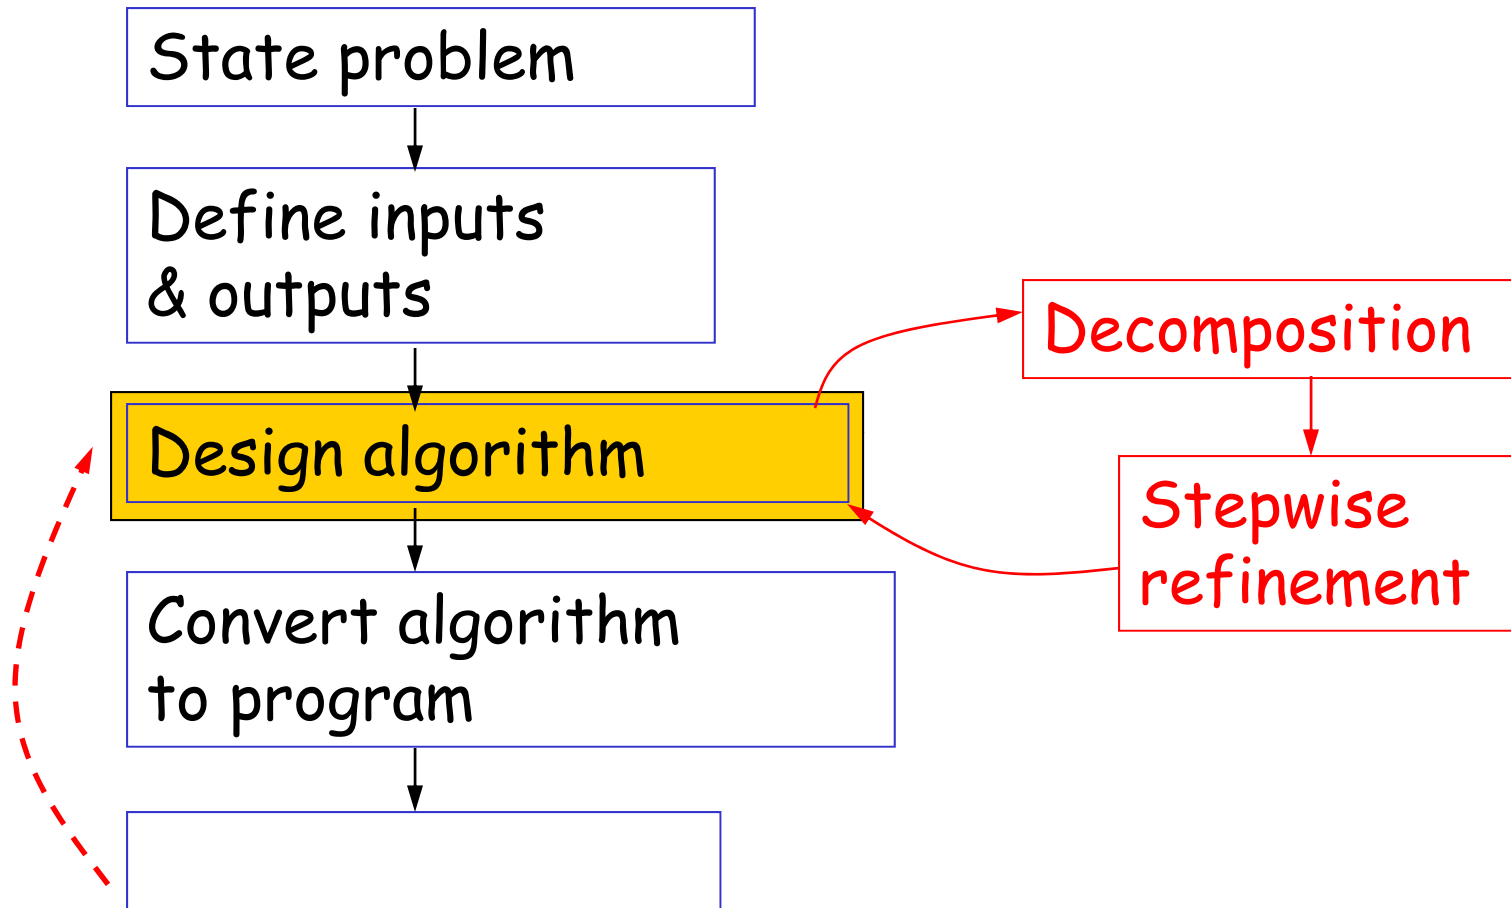 State problem
Define inputs
& outputs
Design algorithm
Convert algorithm
to program
Decomposition
Stepwise
refinement